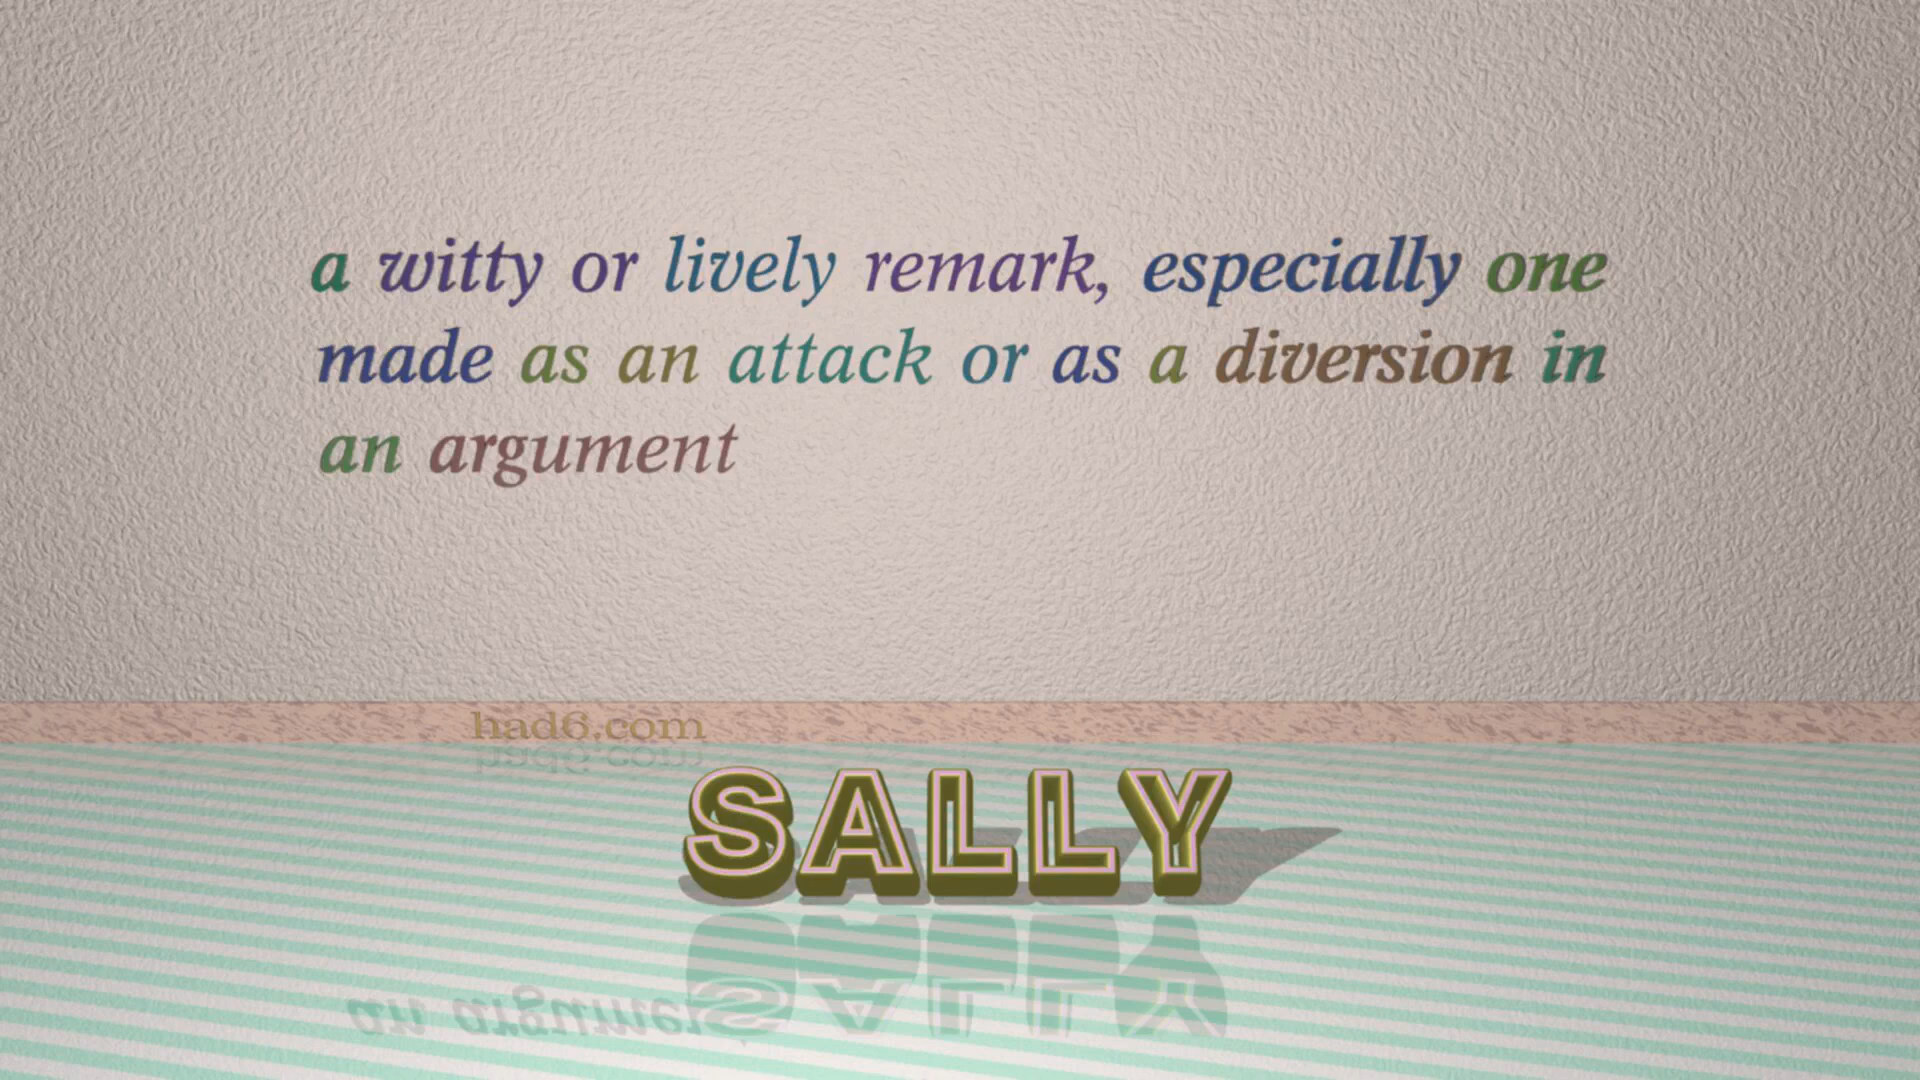 a witty or lively remark, especially one
made as an attack or as a diversion in
an argument
had6.com
SALLY